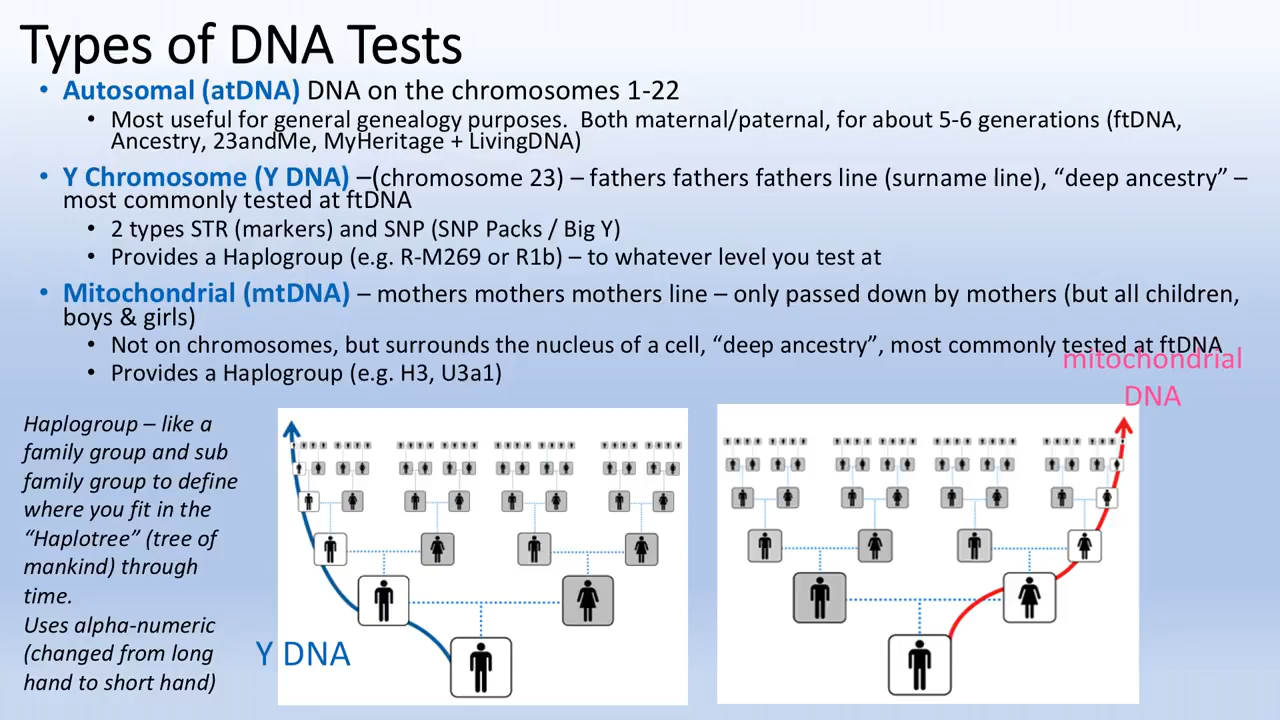 Types of DNA Tests
• Autosomal (atDNA) DNA on the chromosomes 1-22
• Most useful for general genealogy purposes.  Both maternal/paternal, for about 5-6 generations (ftDNA,
Ancestry, 23andMe, MyHeritage + LivingDNA)
• Y Chromosome (Y DNA) –(chromosome 23) – fathers fathers fathers line (surname line), “deep ancestry” –
most commonly tested at ftDNA
• 2 types STR (markers) and SNP (SNP Packs / Big Y)
• Provides a Haplogroup (e.g. R-M269 or R1b) – to whatever level you test at
• Mitochondrial (mtDNA) – mothers mothers mothers line – only passed down by mothers (but all children,
boys & girls)
• Not on chromosomes, but surrounds the nucleus of a cell, “deep ancestry”, most commonly tested at ftDNA
• Provides a Haplogroup (e.g. H3, U3a1)
mitochondrial
DNA
Haplogroup – like a
family group and sub
family group to define
where you fit in the
“Haplotree” (tree of
mankind) through
time.
Uses alpha-numeric
(changed from long
hand to short hand)
Y DNA